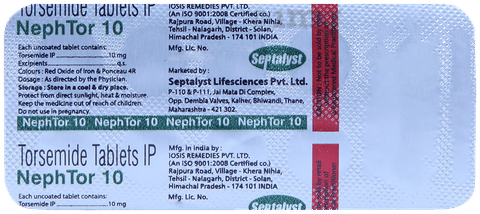 Torsemide Tablets IP
NephTor 10
Each uncoated tablet contains:
Torsemide IP 10 mg
Excipients q.s.
Colours : Red Oxide of Iron & Ponceau 4R
Dosage : As directed by the Physician.
Storage : Store in a cool & dry place.
Protect from direct sunlight, heat & moisture.
Keep the medicine out of reach of children.
Do not use in pregnancy.
IOSIS REMEDIES PVT. LTD.
(An ISO 9001:2008 Certified co.)
Rajpura Road, Village - Khera Nihla,
Tehsil - Nalagarh, District - Solan,
Himachal Pradesh - 174 101 INDIA
Mfg. Lic. No.
Septalyst
Marketed by :
Septalyst Lifesciences Pvt. Ltd.
P-110 & P-111, Jai Mata Di Complex,
Opp. Dembla Valves, Kalher, Bhiwandi, Thane,
Maharashtra - 421 302.
NephTor 10 NephTor 10 NephTor 10 NephTor 10
Torsemide Tablets IP
NephTor 10
Each uncoated tablet contains:
Torsemide IP 10 mg
Mfg. in india by :
IOSIS REMEDIES PVT. LTD.
(An ISO 9001:2008 Certified co.)
Rajpura Road, Village - Khera Nihla,
Tehsil - Nalagarh, District - Solan,
Himachal Pradesh - 174 101 INDIA
Mfg. Lic. No.
Septalyst